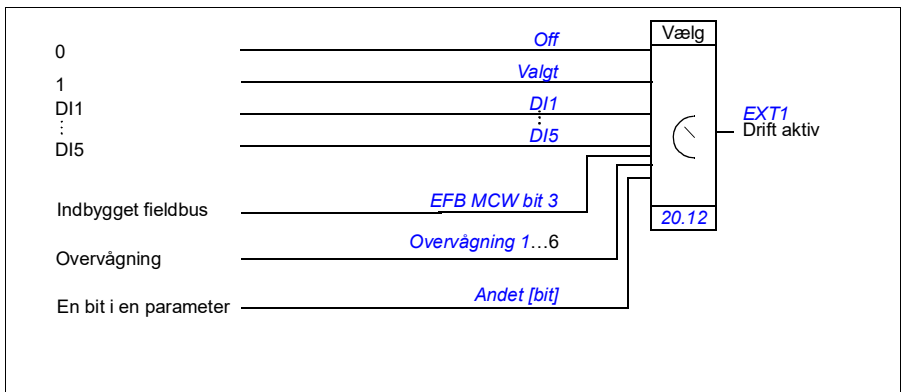 0 Off Vælg
1 Valgt
DI1 DI1 EXT1
⋮ ⋮ Drift aktiv
DI5 DI5
Indbygget fieldbus EFB MCW bit 3 20.12
Overvågning Overvågning 1…6
En bit i en parameter Andet [bit]